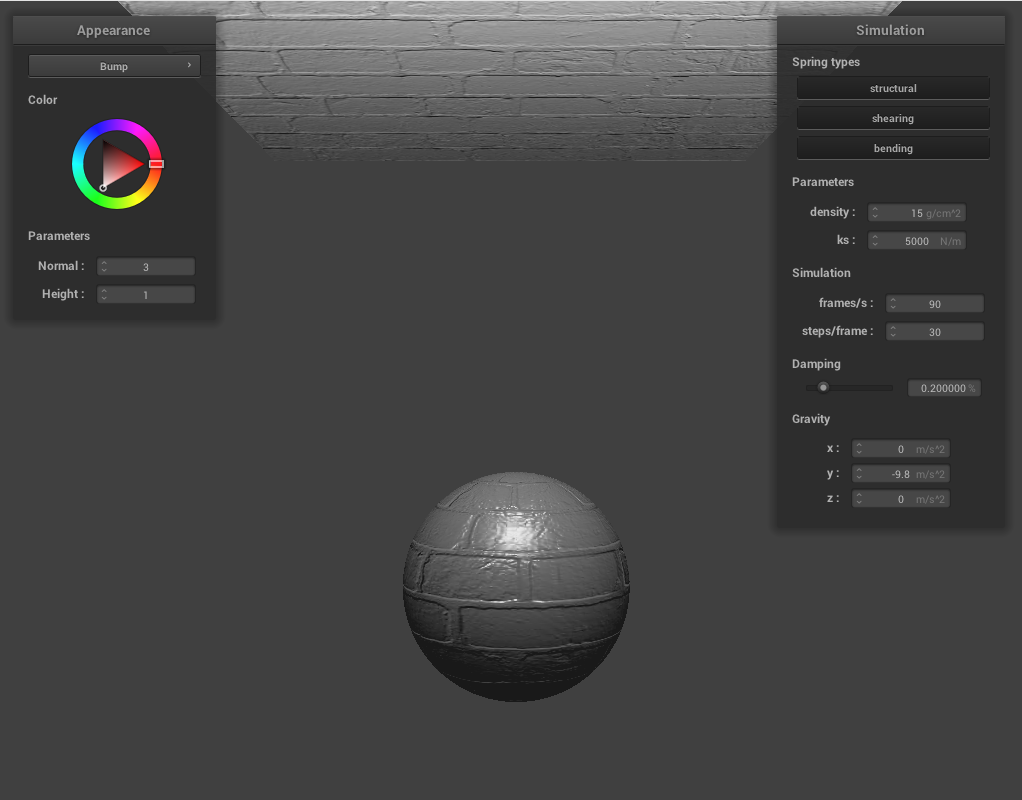 Appearance
Bump
Color
Parameters
Normal :
3
Height :
1
Simulation
Spring types
structural
shearing
bending
Parameters
density :
15 g/cm^2
ks :
5000 N/m
Simulation
frames/s :
90
steps/frame :
30
Damping
0.200000 %
Gravity
x :
0 m/s^2
y :
-9.8 m/s^2
z :
0 m/s^2